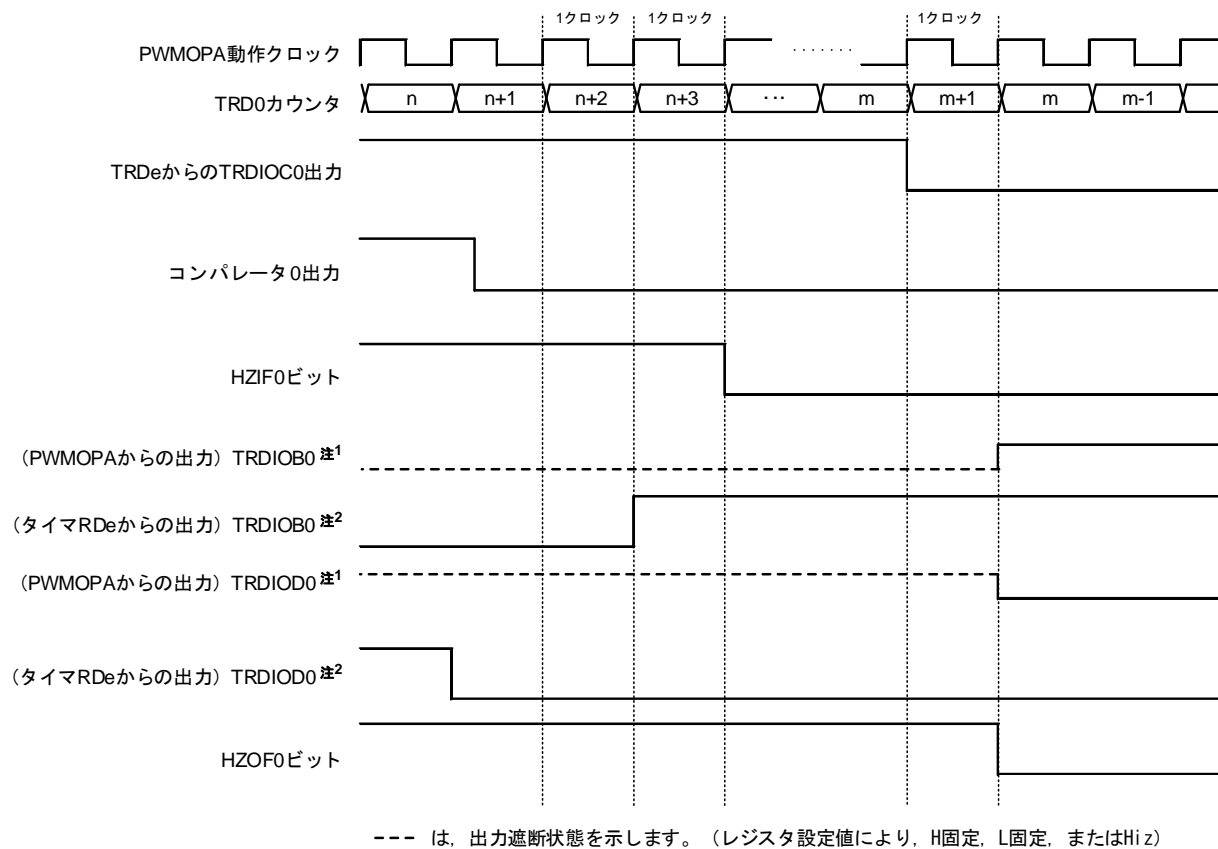 1クロック 1クロック 1クロック
PWMOPA動作クロック
.......
TRD0カウンタ n n+1 n+2 n+3 ... m m+1 m m-1
TRDeからのTRDIOC0出力
コンパレータ0出力
HZIF0ビット
(PWMOPAからの出力) TRDIOB0 注1
(タイマRDeからの出力) TRDIOB0 注2
(PWMOPAからの出力) TRDIOD0 注1
(タイマRDeからの出力) TRDIOD0 注2
HZOF0ビット
--- は,出力遮断状態を示します。(レジスタ設定値により,H固定,L固定,またはHiz)